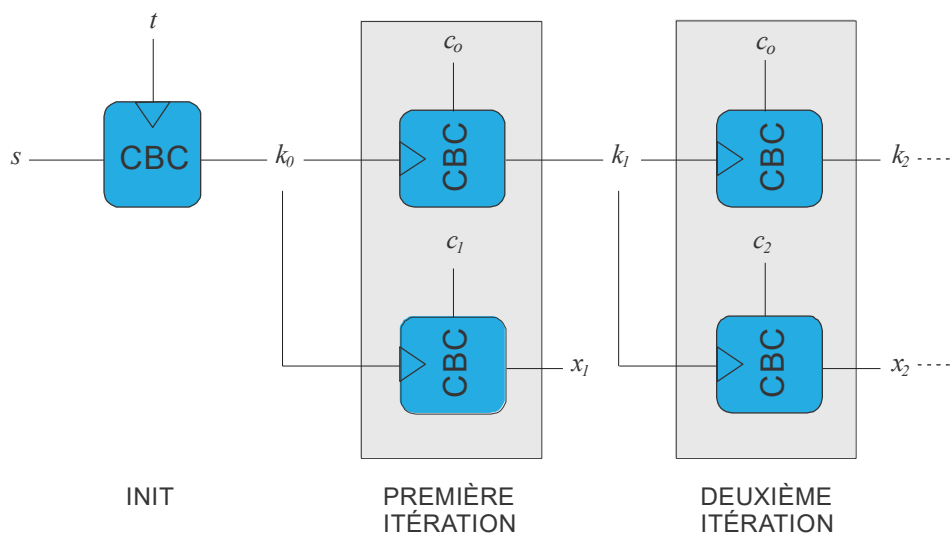 t
c₀
c₀
s
CBC
k₀
CBC
k₁
CBC
k₂
c₁
c₂
CBC
x₁
CBC
x₂
INIT
PREMIÈRE
ITÉRATION
DEUXIÈME
ITÉRATION